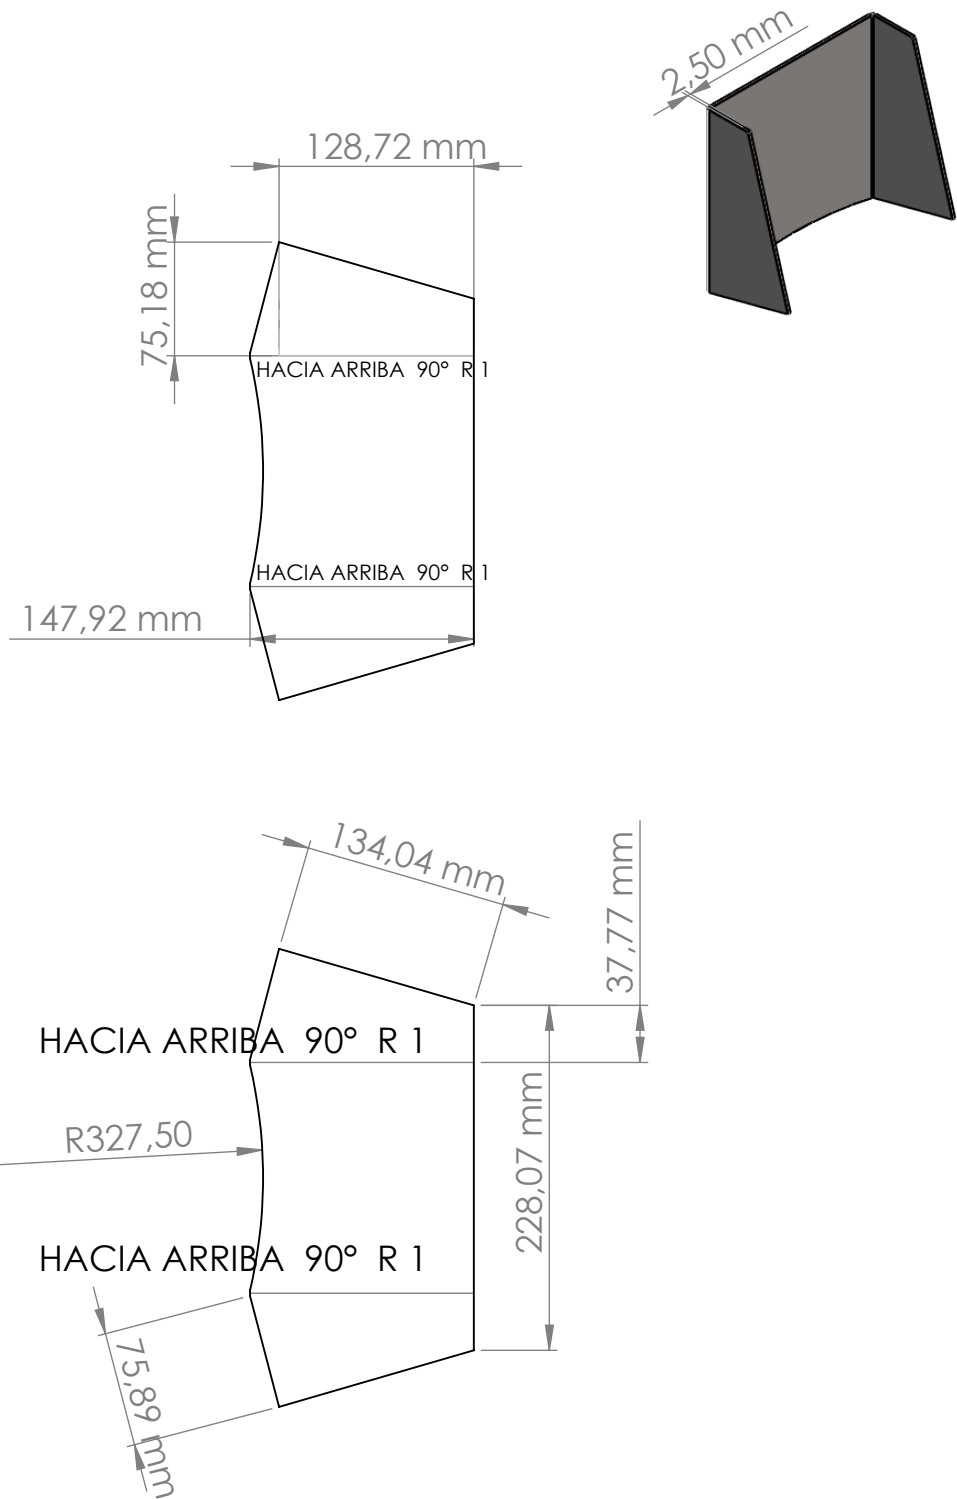 2,50 mm
128,72 mm
75,18 mm
HACIA ARRIBA 90° R 1
HACIA ARRIBA 90° R 1
147,92 mm
134,04 mm
37,77 mm
HACIA ARRIBA 90° R 1
R327,50
228,07 mm
HACIA ARRIBA 90° R 1
75,89 mm